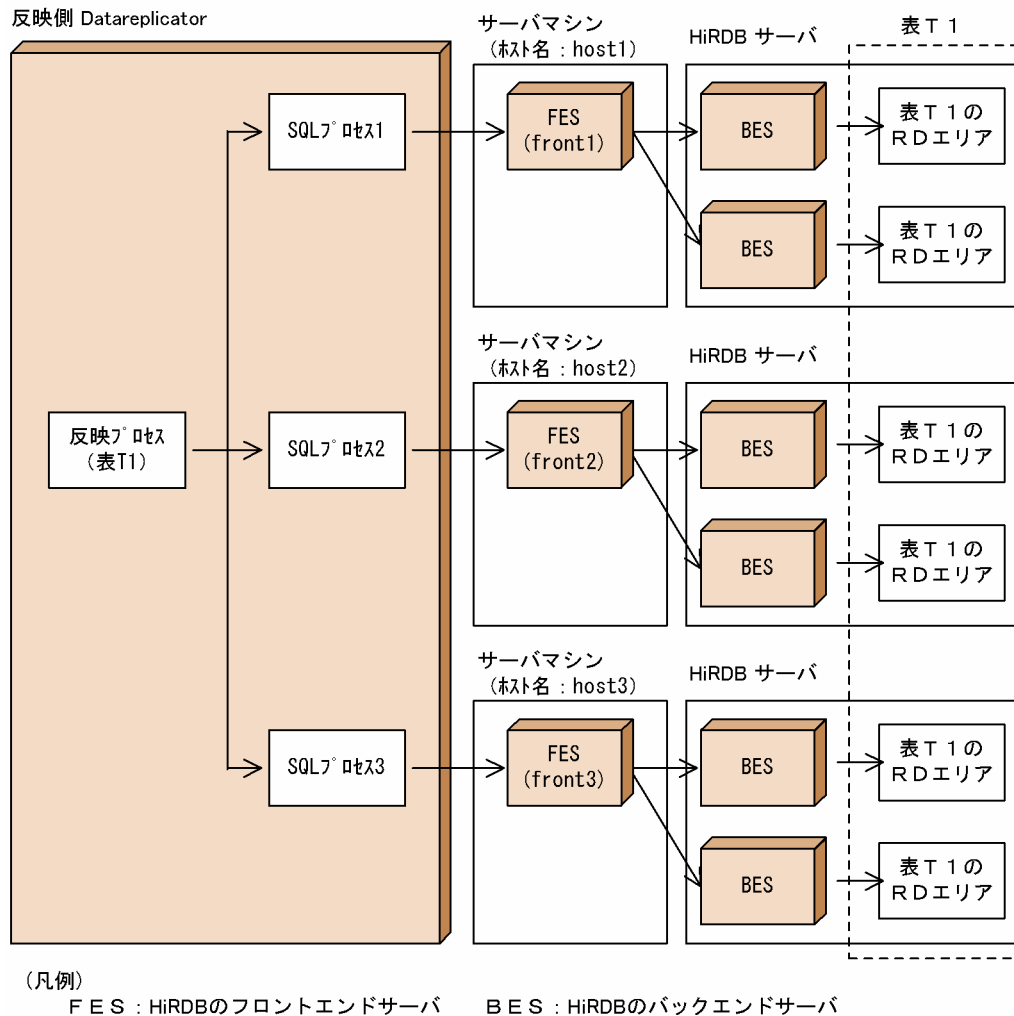 反映側 Datareplicator
サーバマシン
(ﾎｽﾄ名：host1)
HiRDB サーバ
表Ｔ１
SQLﾌﾟﾛｾｽ1
FES
(front1)
BES
表Ｔ１の
ＲＤエリア
BES
表Ｔ１の
ＲＤエリア
サーバマシン
(ﾎｽﾄ名：host2)
HiRDB サーバ
反映ﾌﾟﾛｾｽ
(表T1)
SQLﾌﾟﾛｾｽ2
FES
(front2)
BES
表Ｔ１の
ＲＤエリア
BES
表Ｔ１の
ＲＤエリア
サーバマシン
(ﾎｽﾄ名：host3)
HiRDB サーバ
SQLﾌﾟﾛｾｽ3
FES
(front3)
BES
表Ｔ１の
ＲＤエリア
BES
表Ｔ１の
ＲＤエリア
(凡例)
ＦＥＳ：HiRDBのフロントエンドサーバ　　ＢＥＳ：HiRDBのバックエンドサーバ